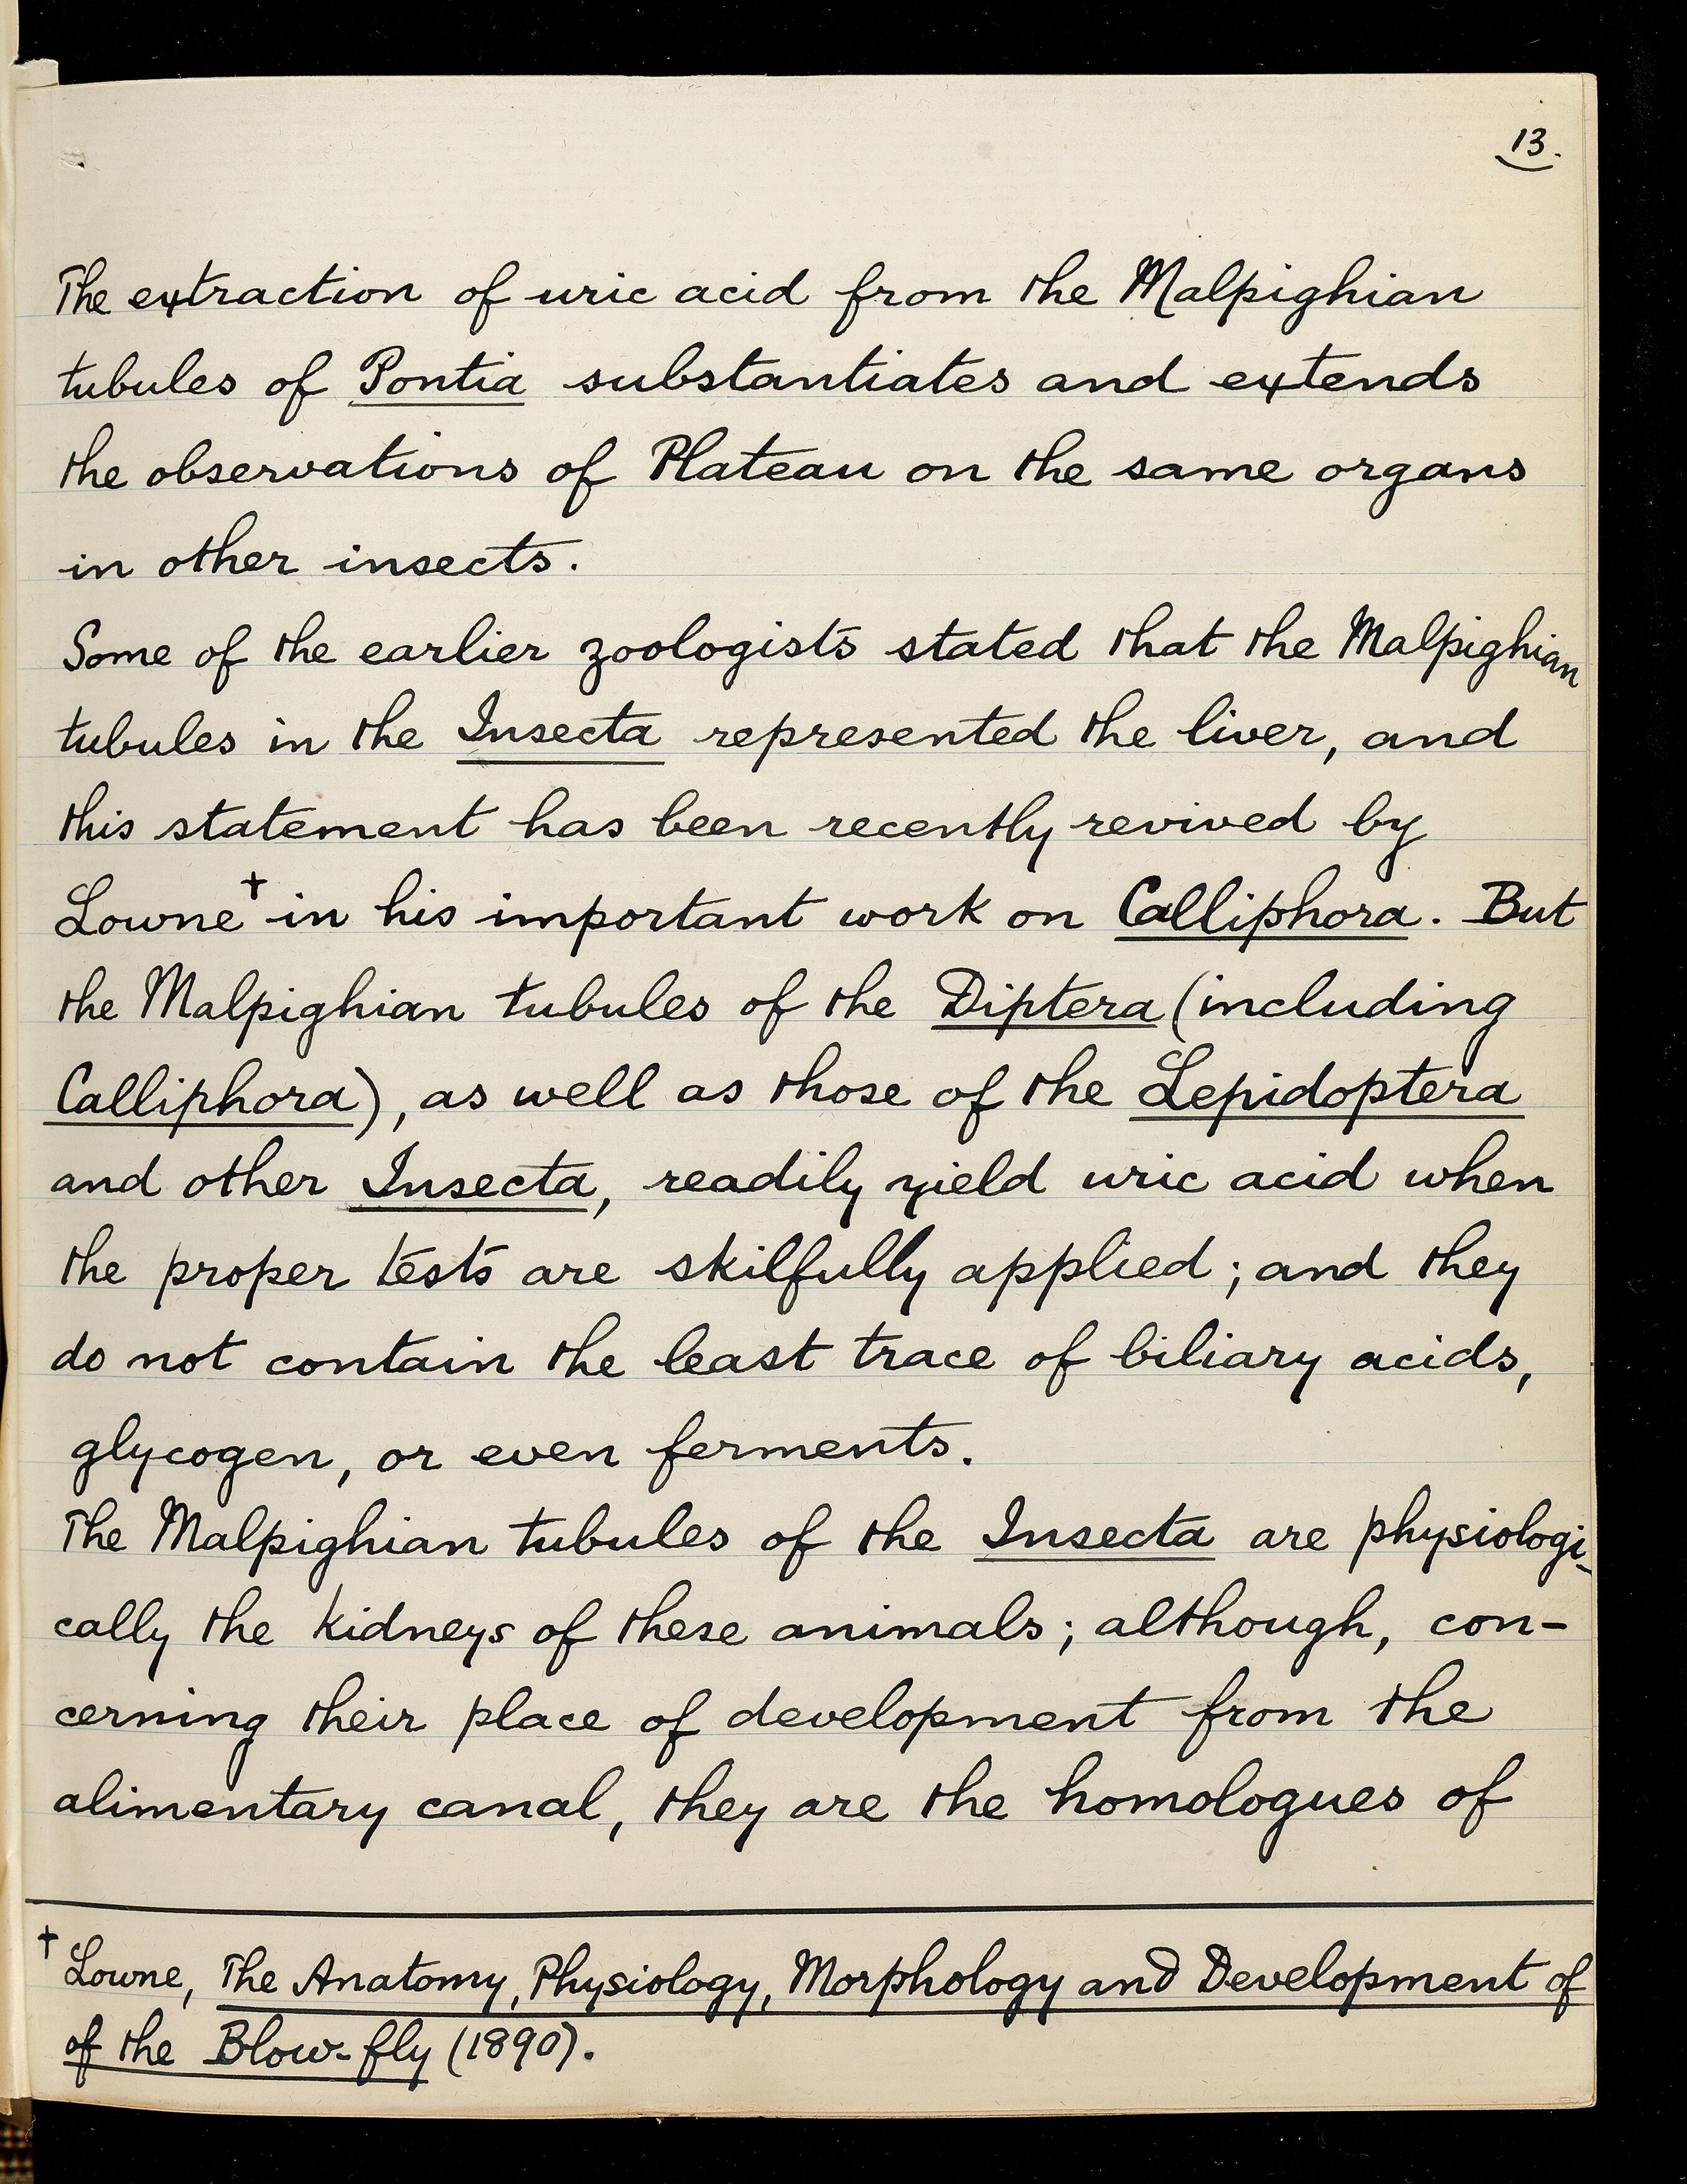 13.
The extraction of uric acid from the Malpighian
tubules of Pontia substantiates and extends
the observations of Plateau on the same organs
in other insects.
Some of the earlier zoologists stated that the Malpighian
tubules in the Insecta represented the liver, and
this statement has been recently revived by
Lowne† in his important work on Calliphora. But
the Malpighian tubules of the Diptera (including
Calliphora), as well as those of the Lepidoptera
and other Insecta, readily yield uric acid when
the proper tests are skilfully applied; and they
do not contain the least trace of biliary acids,
glycogen, or even ferments.
The Malpighian tubules of the Insecta are physiologi-
cally the kidneys of these animals; although, con-
cerning their place of development from the
alimentary canal, they are the homologues of
† Lowne, The Anatomy, Physiology, Morphology and Development of
of the Blow-fly (1890).